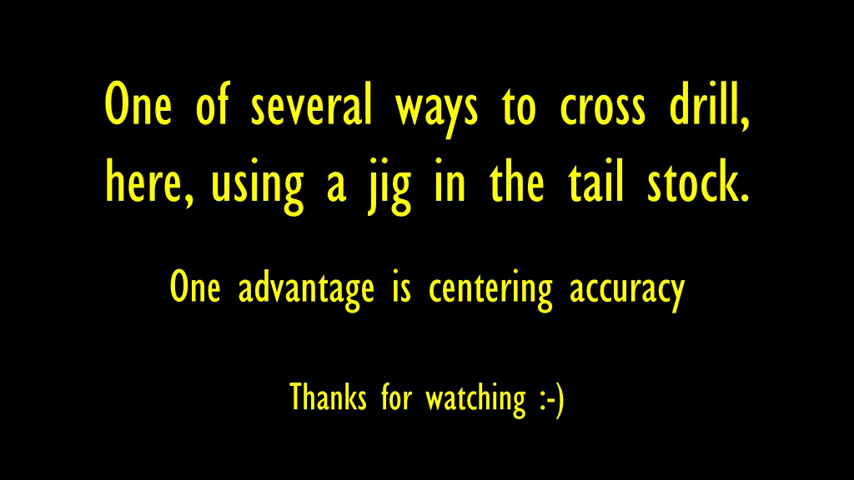 One of several ways to cross drill,
here, using a jig in the tail stock.
One advantage is centering accuracy
Thanks for watching :-)